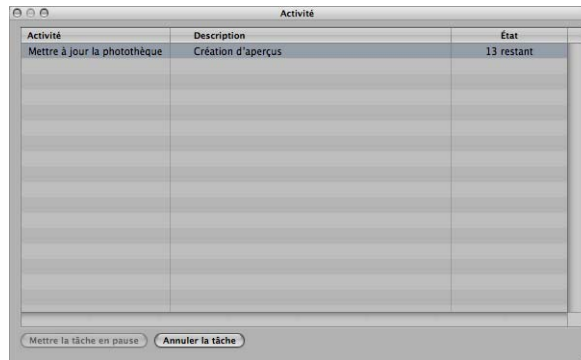 Activité
Activité Description État
Mettre à jour la photothèque Création d'aperçus 13 restant
Mettre la tâche en pause Annuler la tâche